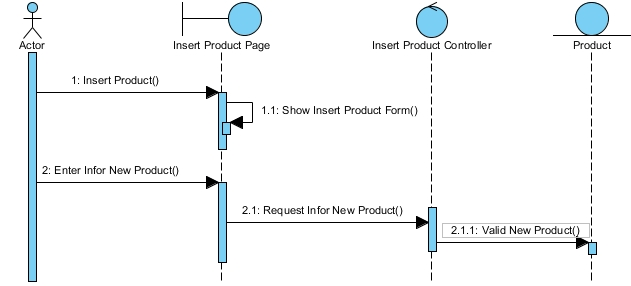 Actor
Insert Product Page
Insert Product Controller
Product
1: Insert Product()
1.1: Show Insert Product Form()
2: Enter Infor New Product()
2.1: Request Infor New Product()
2.1.1: Valid New Product()